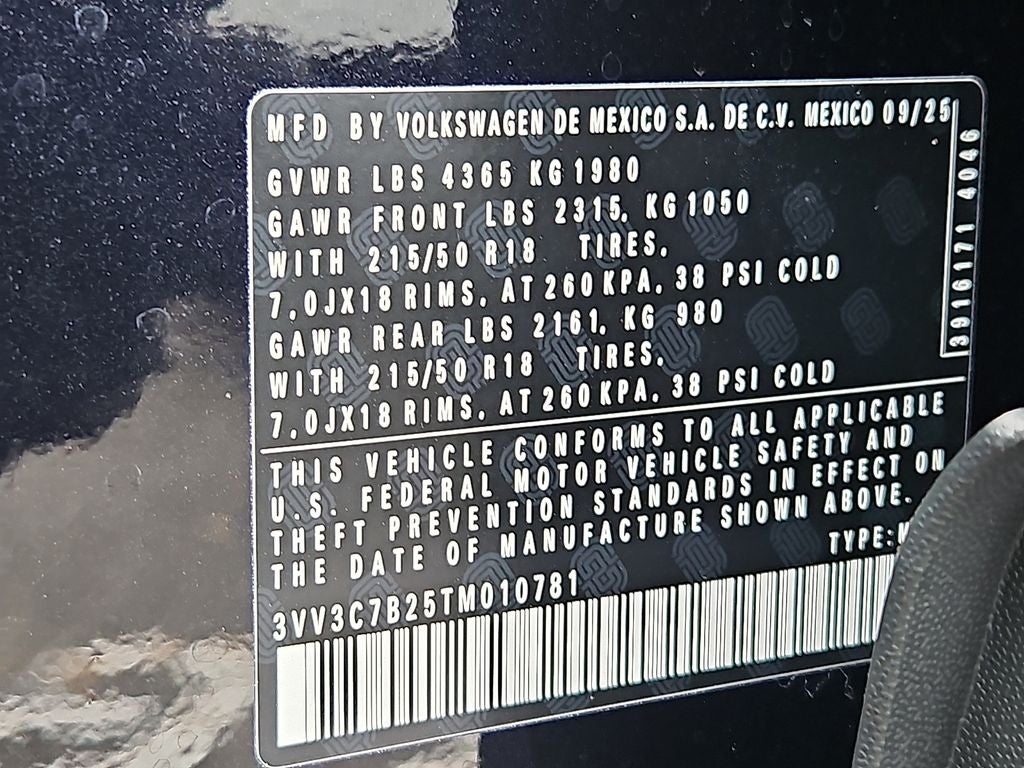 MFD BY VOLKSWAGEN DE MEXICO S.A. DE C.V. MEXICO 09/25
GVWR LBS 4365 KG 1980
GAWR FRONT LBS 2315. KG 1050
WITH 215/50 R18 TIRES.
7.0JX18 RIMS. AT 260 KPA. 38 PSI COLD
GAWR REAR LBS 2161. KG 980
WITH 215/50 R18 TIRES.
7.0JX18 RIMS. AT 260 KPA. 38 PSI COLD
3916171 4046
THIS VEHICLE CONFORMS TO ALL APPLICABLE
U.S. FEDERAL MOTOR VEHICLE SAFETY AND
THEFT PREVENTION STANDARDS IN EFFECT ON
THE DATE OF MANUFACTURE SHOWN ABOVE.
TYPE:
3VV3C7B25TM010781